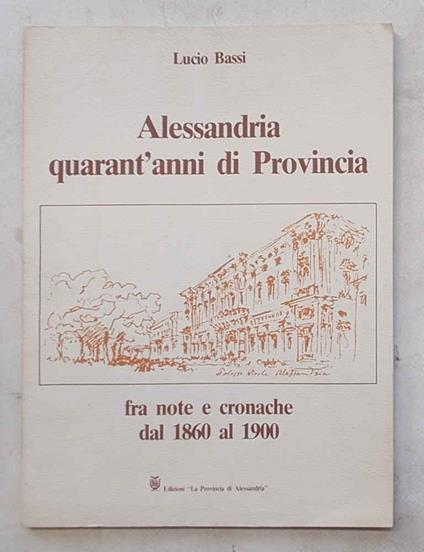 Lucio Bassi
Alessandria
quarant'anni di Provincia
Alessandria
fra note e cronache
dal 1860 al 1900
Edizioni "La Provincia di Alessandria"